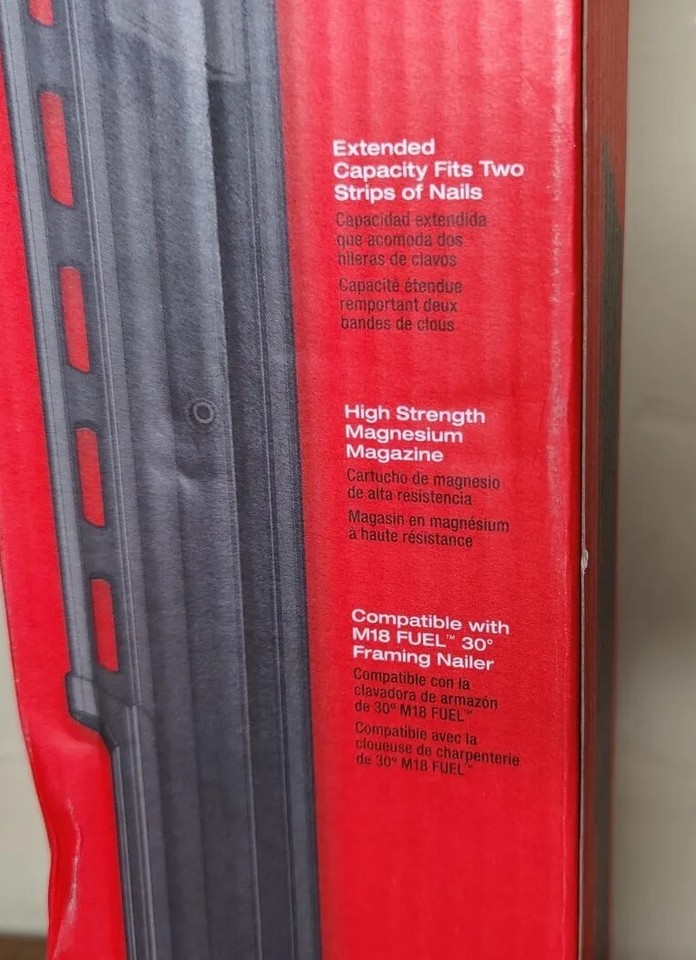 Extended
Capacity Fits Two
Strips of Nails
Capacidad extendida
que acomoda dos
hileras de clavos
Capacité étendue
remportant deux
bandes de clous
High Strength
Magnesium
Magazine
Cartucho de magnesio
de alta resistencia
Magasin en magnésium
à haute résistance
Compatible with
M18 FUEL™ 30°
Framing Nailer
Compatible con la
clavadora de armazón
de 30° M18 FUEL™
Compatible avec la
cloueuse de charpenterie
de 30° M18 FUEL™